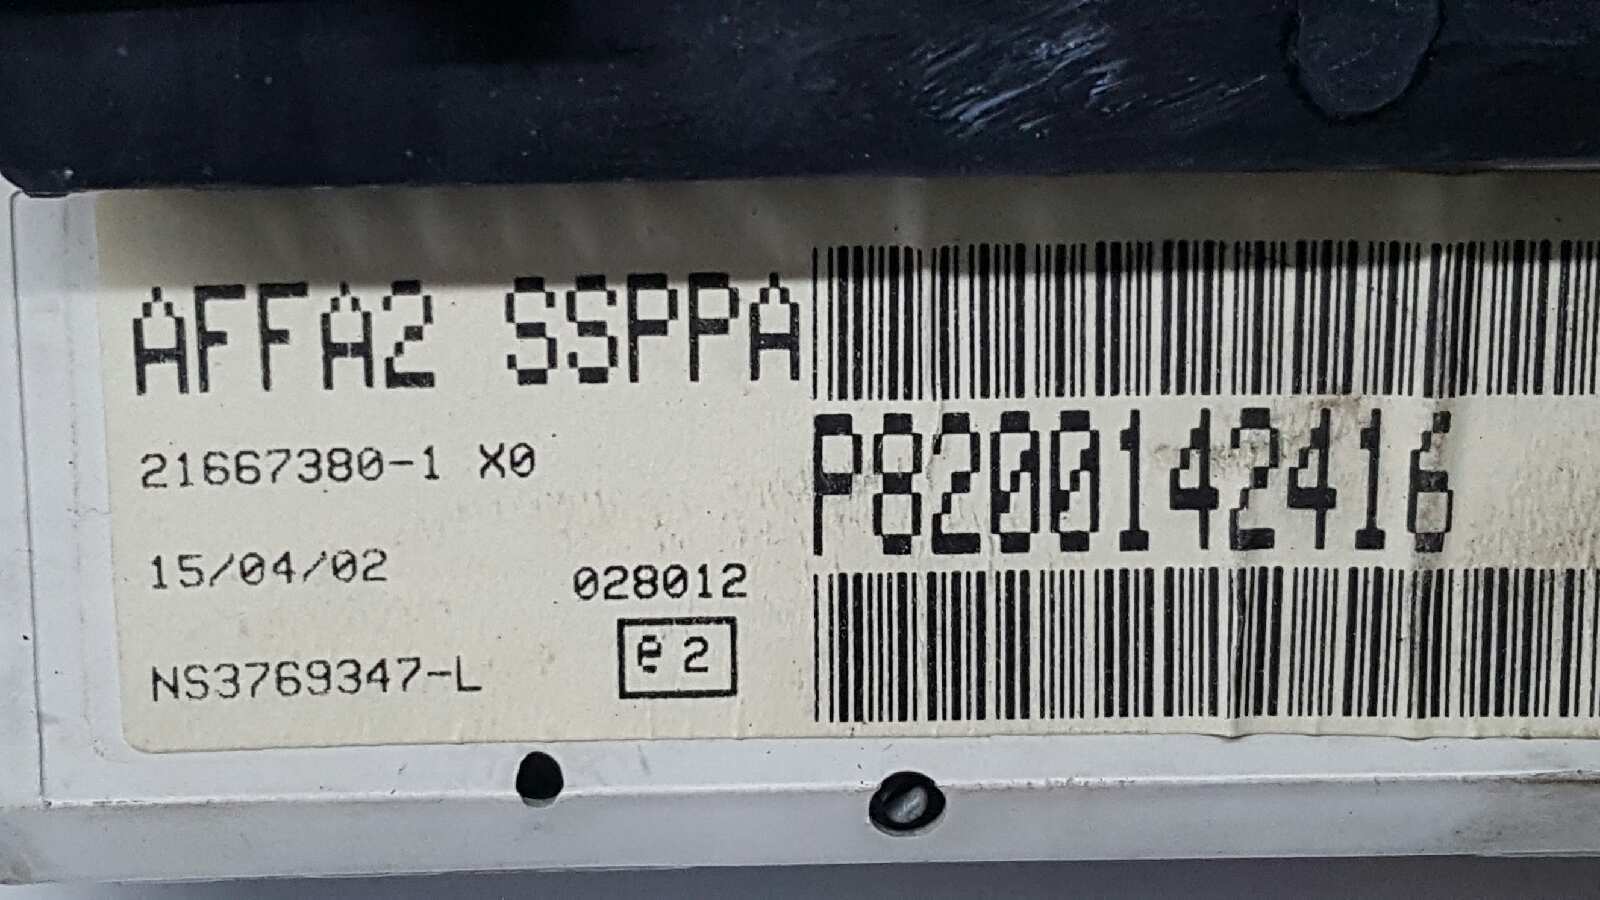 AFFA2 SSPPA
P8200142416
21667380-1 X0
15/04/02
028012
e2
NS3769347-L